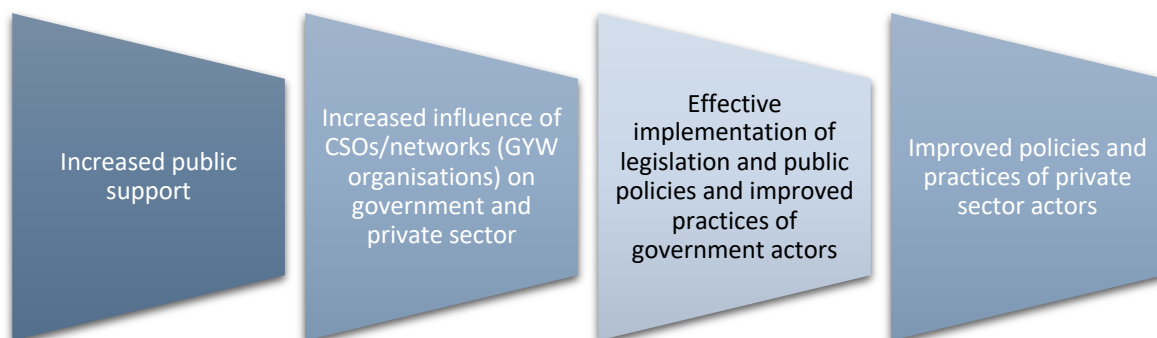 Increased public
support
Increased influence of
CSOs/networks (GYW
organisations) on
government and
private sector
Effective
implementation of
legislation and public
policies and improved
practices of
government actors
Improved policies and
practices of private
sector actors